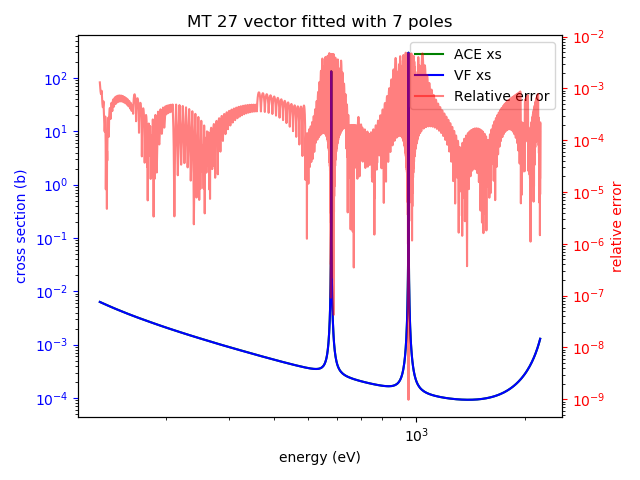 MT 27 vector fitted with 7 poles
ACE xs
VF xs
Relative error
cross section (b)
10²
10¹
10⁰
10⁻¹
10⁻²
10⁻³
10⁻⁴
10⁻²
10⁻³
10⁻⁴
10⁻⁵
10⁻⁶
10⁻⁷
10⁻⁸
10⁻⁹
relative error
10³
energy (eV)